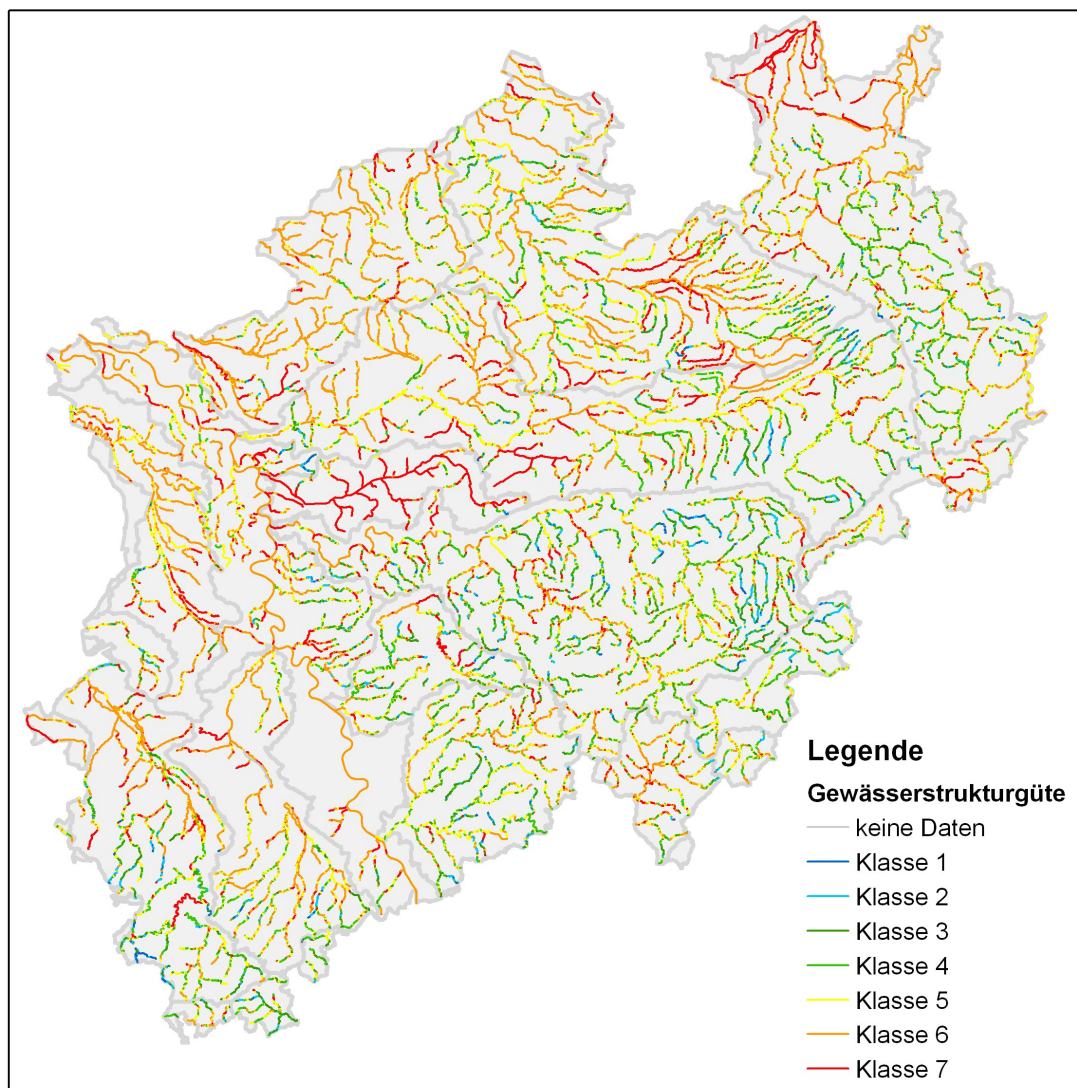 Legende
Gewässerstrukturgüte
keine Daten
Klasse 1
Klasse 2
Klasse 3
Klasse 4
Klasse 5
Klasse 6
Klasse 7